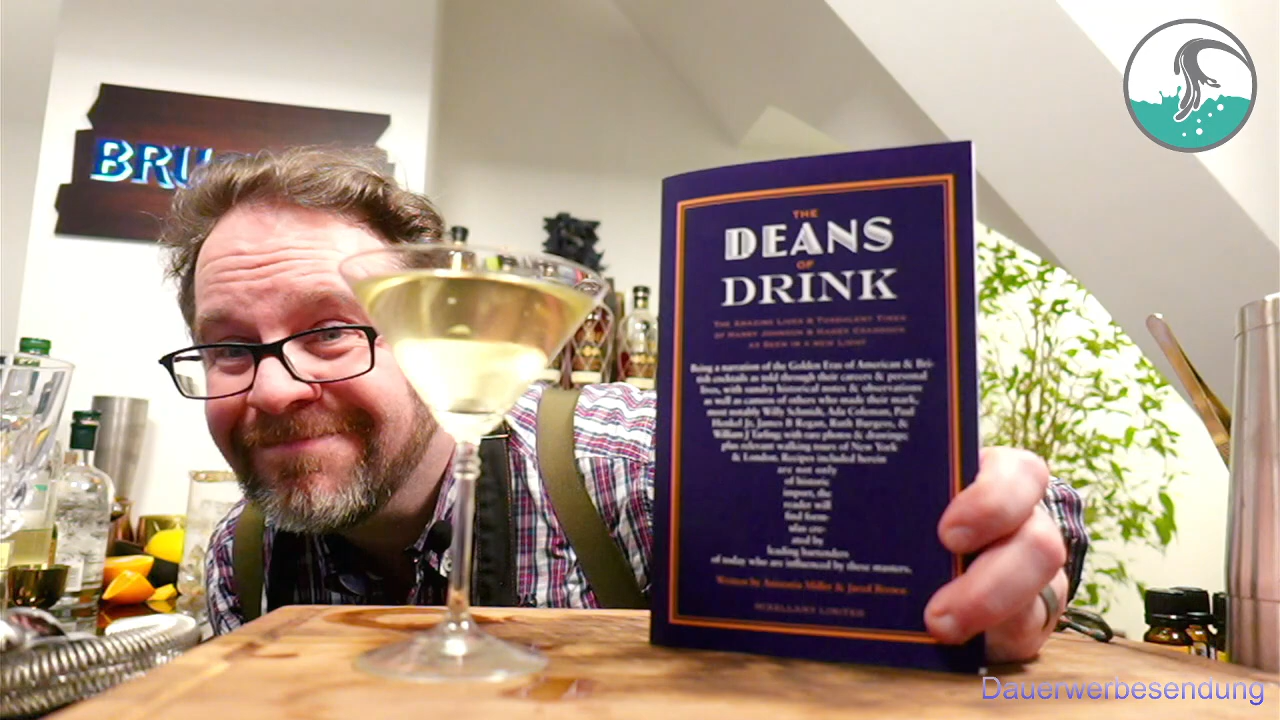 BRU
THE
DEANS
OF
DRINK
THE AMAZING LIVES & TURBULENT TIMES
OF HARRY JOHNSON & HARRY CRADDOCK
AS SEEN IN A NEW LIGHT
Being a narration of the Golden Eras of American & Bri-
tish cocktails as told through their careers & personal
lives, with sundry historical notes & observations
as well as cameos of others who made their mark,
most notably Willy Schmidt, Ada Coleman, Paul
Henkel Jr, James B Regan, Ruth Burgess, &
William J Tarling; with rare photos & drawings;
plus relevant walking tours of New York
& London. Recipes included herein
are not only
of historic
import, the
reader will
find form-
ulas cre-
ated by
leading bartenders
of today who are influenced by these masters.
Written by Anistatia Miller & Jared Brown
MIXELLANY LIMITED
Dauerwerbesendung